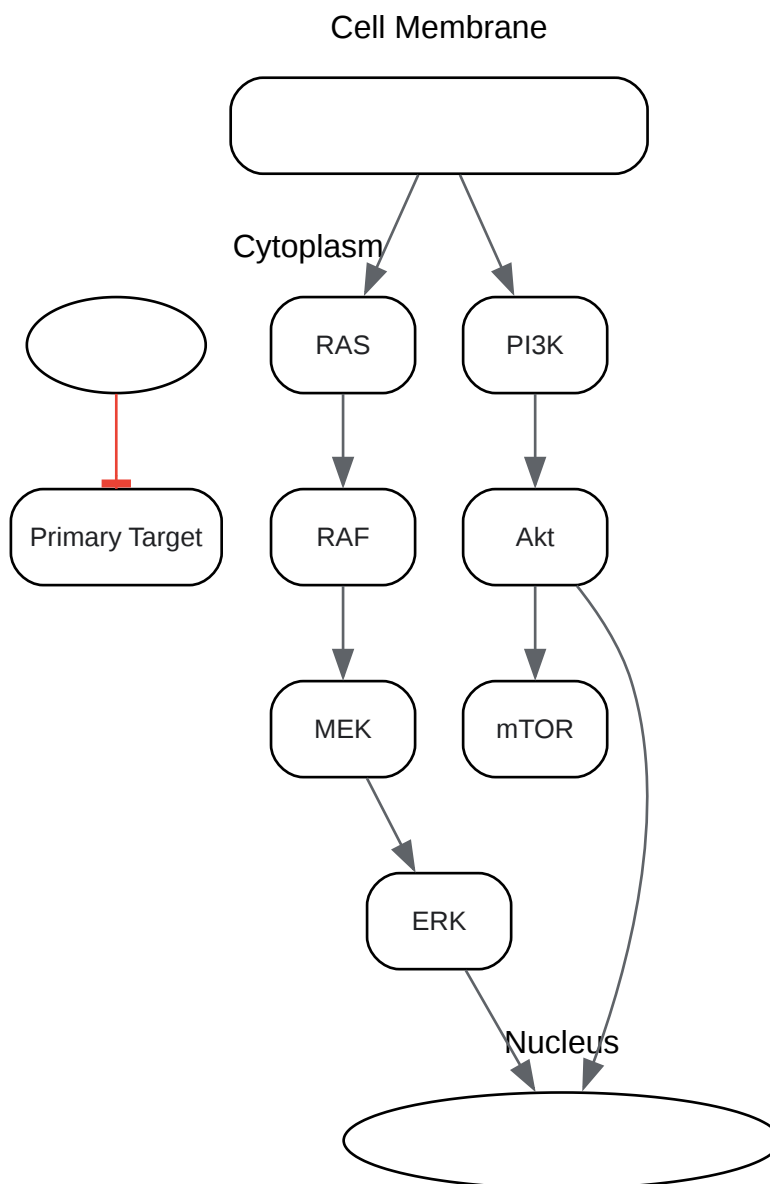 Cell Membrane
Cytoplasm
RAS
PI3K
Primary Target
RAF
Akt
MEK
mTOR
ERK
Nucleus